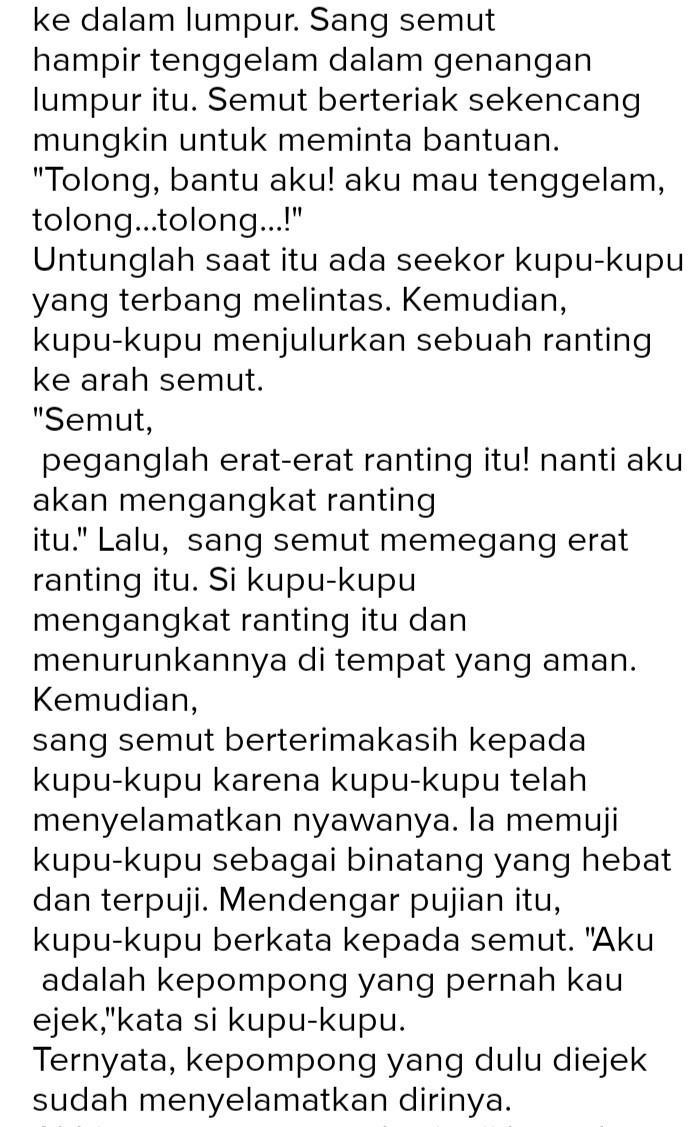 ke dalam lumpur. Sang semut
hampir tenggelam dalam genangan
lumpur itu. Semut berteriak sekencang
mungkin untuk meminta bantuan.
"Tolong, bantu aku! aku mau tenggelam,
tolong...tolong...!"
Untunglah saat itu ada seekor kupu-kupu
yang terbang melintas. Kemudian,
kupu-kupu menjulurkan sebuah ranting
ke arah semut.
"Semut,
peganglah erat-erat ranting itu! nanti aku
akan mengangkat ranting
itu." Lalu,  sang semut memegang erat
ranting itu. Si kupu-kupu
mengangkat ranting itu dan
menurunkannya di tempat yang aman.
Kemudian,
sang semut berterimakasih kepada
kupu-kupu karena kupu-kupu telah
menyelamatkan nyawanya. Ia memuji
kupu-kupu sebagai binatang yang hebat
dan terpuji. Mendengar pujian itu,
kupu-kupu berkata kepada semut. "Aku
adalah kepompong yang pernah kau
ejek,"kata si kupu-kupu.
Ternyata, kepompong yang dulu diejek
sudah menyelamatkan dirinya.